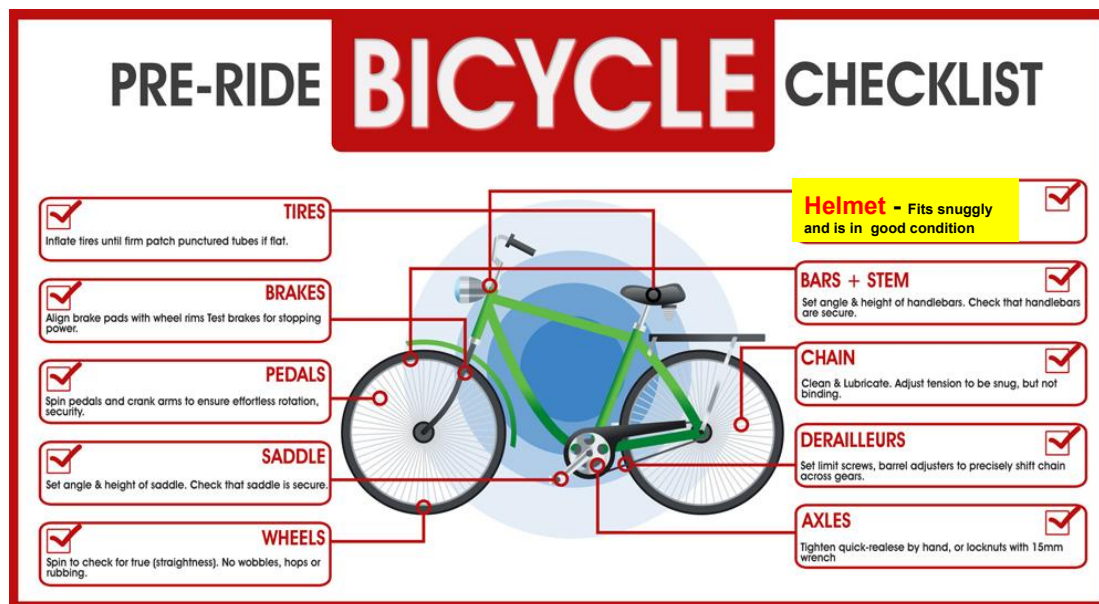 PRE-RIDE BICYCLE CHECKLIST
TIRES
Inflate tires until firm patch punctured tubes if flat.
BRAKES
Align brake pads with wheel rims Test brakes for stopping
power.
PEDALS
Spin pedals and crank arms to ensure effortless rotation,
security.
SADDLE
Set angle & height of saddle. Check that saddle is secure.
WHEELS
Spin to check for true (straightness). No wobbles, hops or
rubbing.
Helmet - Fits snuggly
and is in good condition
BARS + STEM
Set angle & height of handlebars. Check that handlebars
are secure.
CHAIN
Clean & Lubricate. Adjust tension to be snug, but not
binding.
DERAILLEURS
Set limit screws, barrel adjusters to precisely shift chain
across gears.
AXLES
Tighten quick-realese by hand, or locknuts with 15mm
wrench